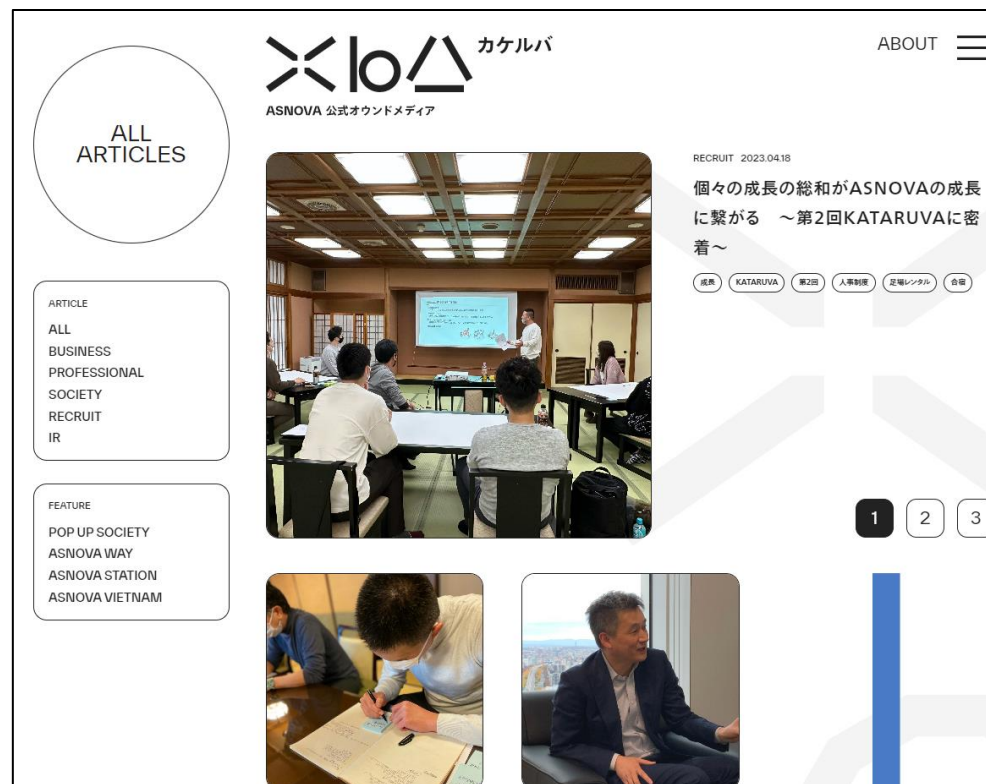 ALL
ARTICLES
カケルバ
ASNOVA 公式オウンドメディア
ABOUT
ARTICLE
ALL
BUSINESS
PROFESSIONAL
SOCIETY
RECRUIT
IR
FEATURE
POP UP SOCIETY
ASNOVA WAY
ASNOVA STATION
ASNOVA VIETNAM
RECRUIT 2023.04.18
個々の成長の総和がASNOVAの成長
に繋がる ～第2回KATARUVAに密
着～
成長 KATARUVA 第2回 人事制度 足場レンタル 合宿
1 2 3